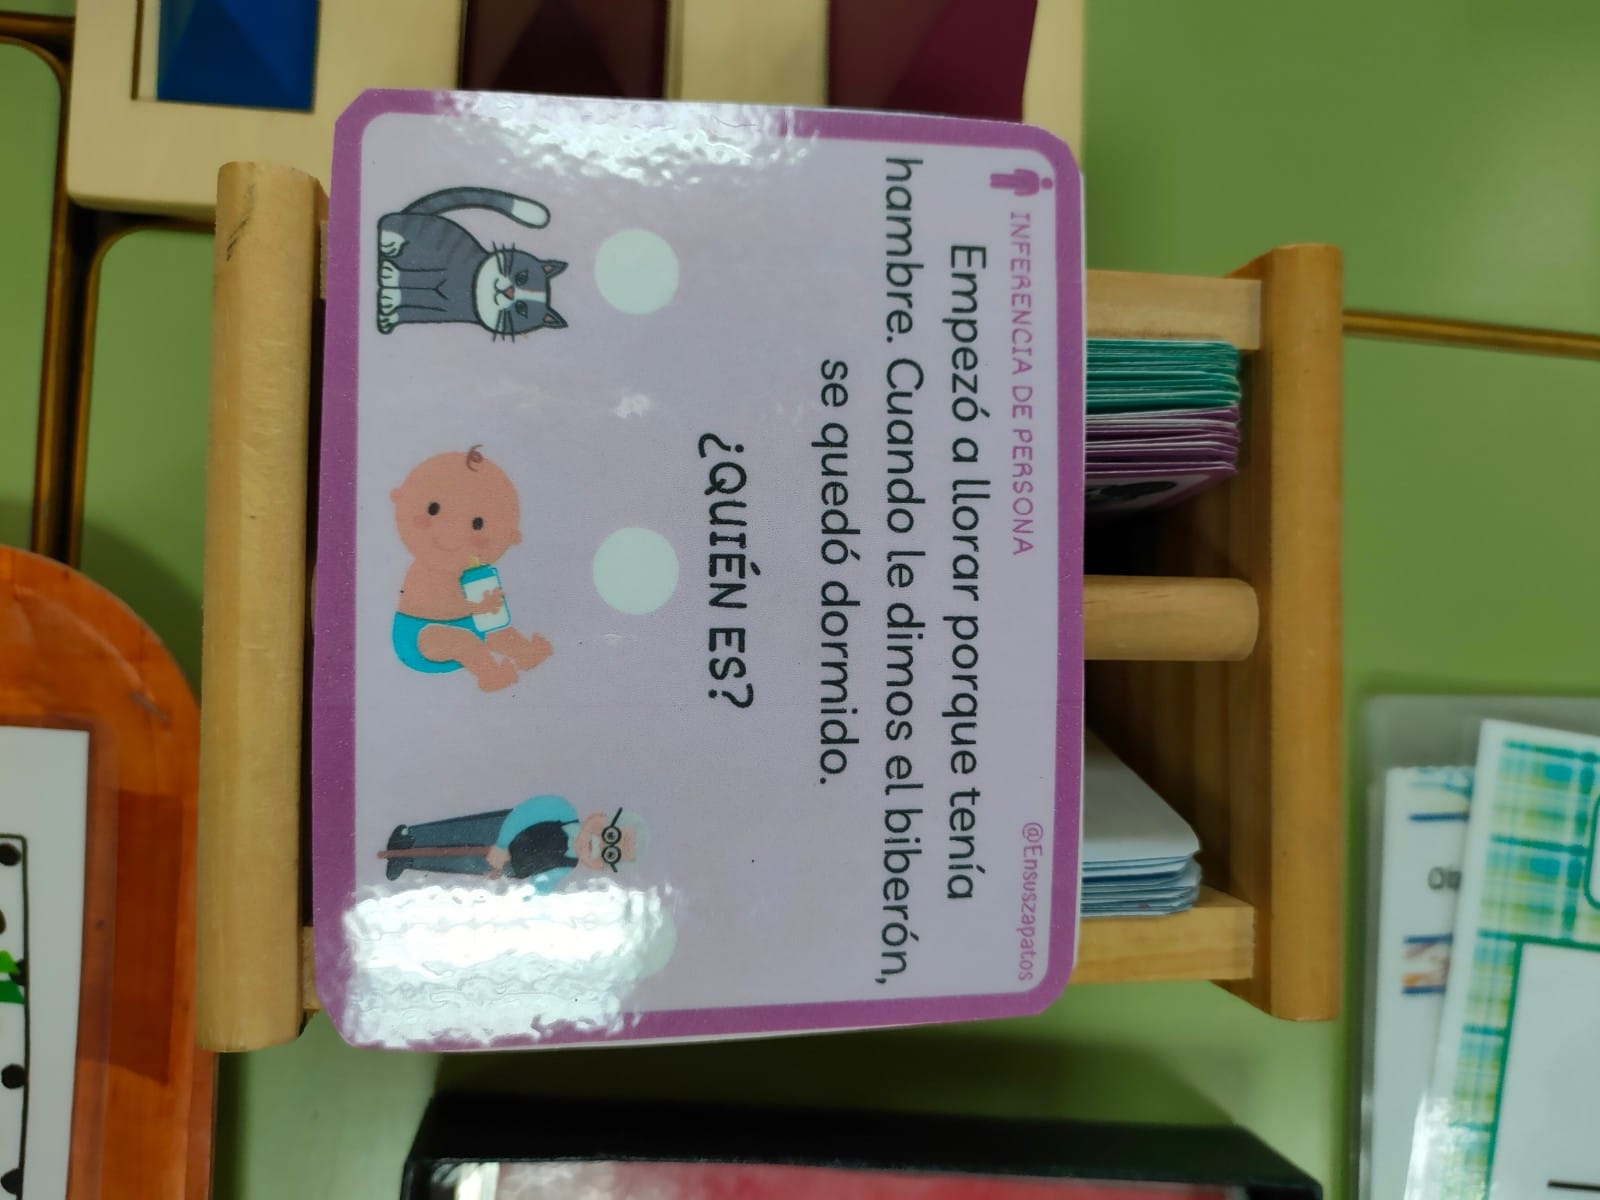 INFERENCIA DE PERSONA
@Ensuszapatos
Empezó a llorar porque tenía
hambre. Cuando le dimos el biberón,
se quedó dormido.
¿QUIÉN ES?